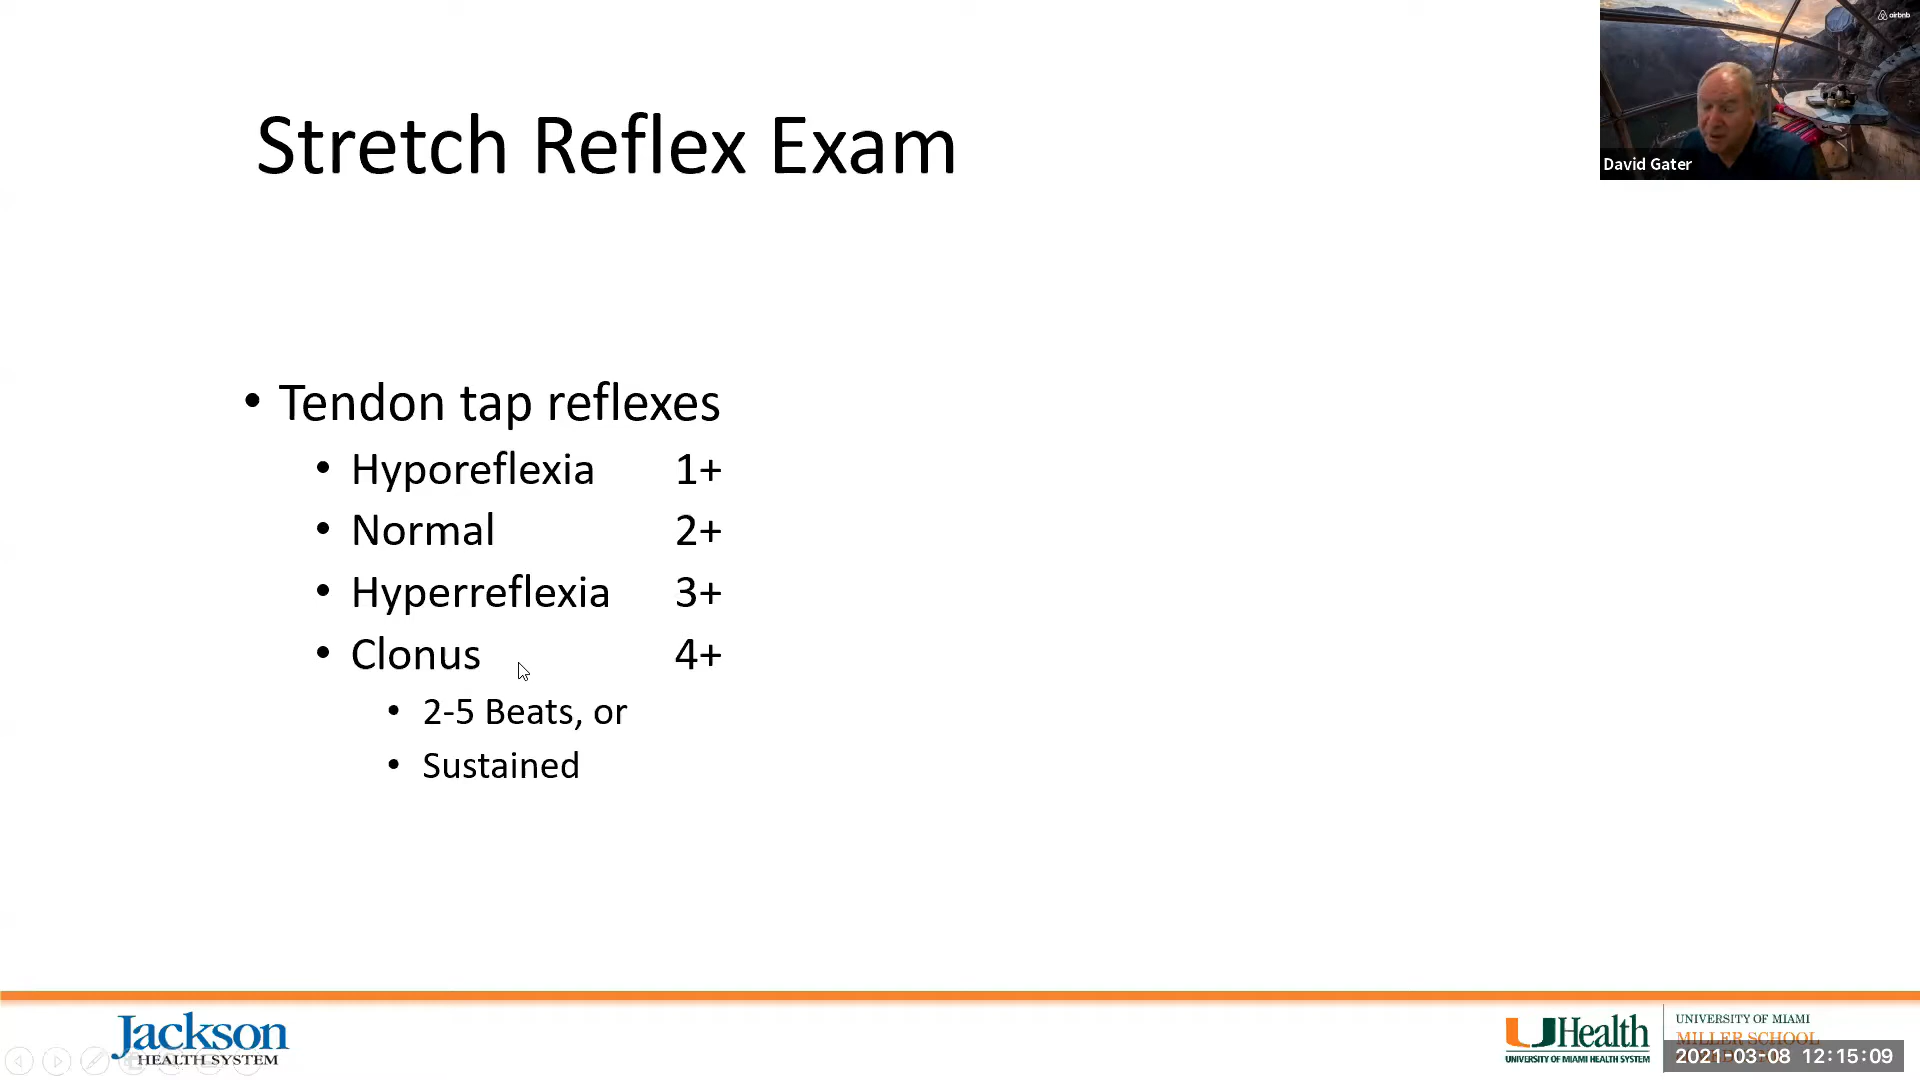 airbnb
David Gater
Stretch Reflex Exam
• Tendon tap reflexes
• Hyporeflexia 1+
• Normal 2+
• Hyperreflexia 3+
• Clonus 4+
• 2-5 Beats, or
• Sustained
Jackson
HEALTH SYSTEM
UHealth
UNIVERSITY OF MIAMI HEALTH SYSTEM
UNIVERSITY OF MIAMI
MILLER SCHOOL
2021-03-08 12:15:09